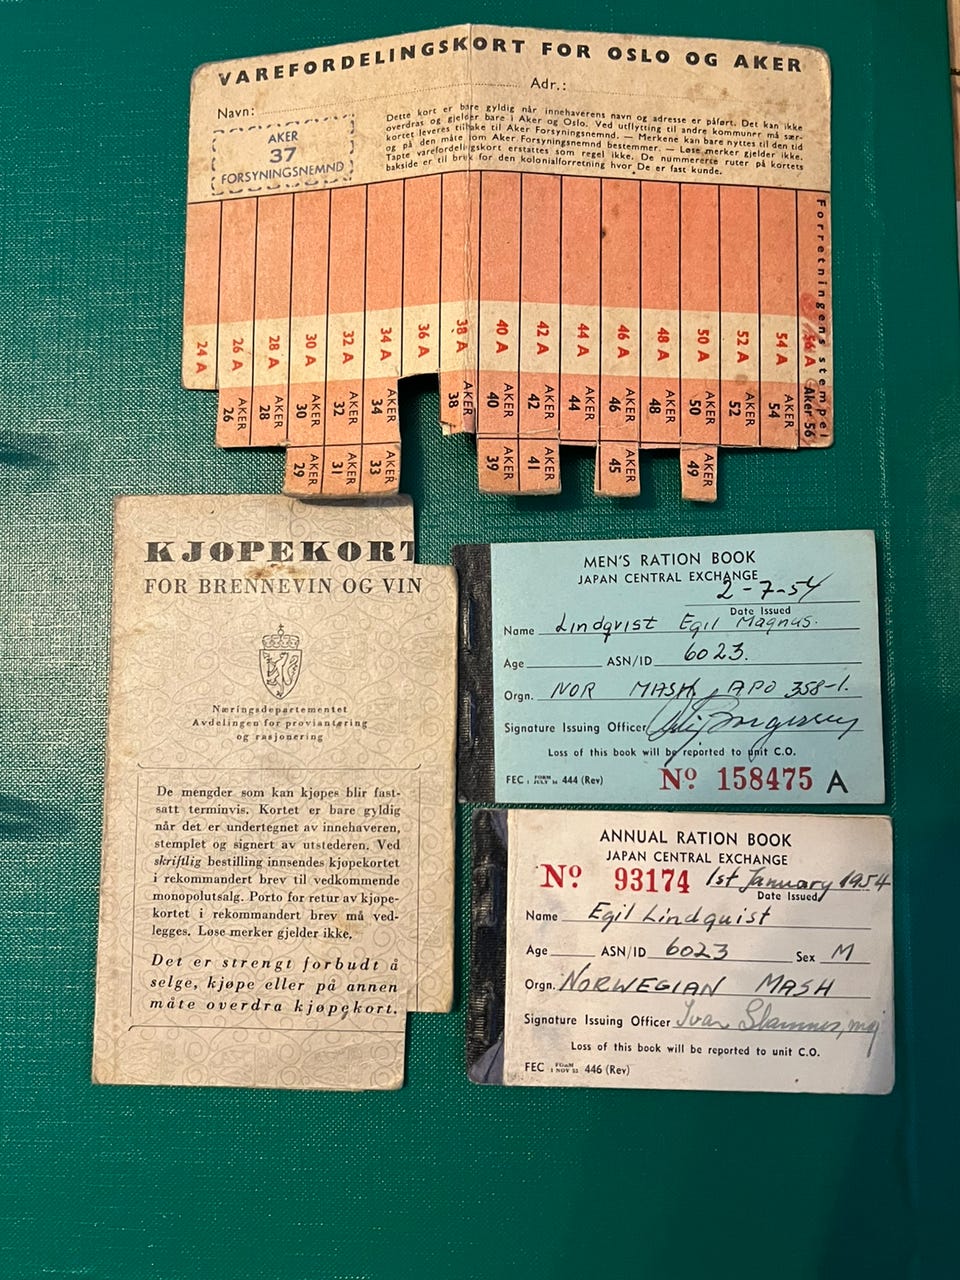 VAREFORDELINGSKORT FOR OSLO OG AKER
Navn: Adr.:
AKER
37
FORSYNINGSNEMND
Dette kort er bare gyldig når innehaverens navn og adresse er påført. Det kan ikke
overdras og gjelder bare i Aker og Oslo. Ved utflytting til andre kommuner må sær-
kortet leveres tilbake til Aker Forsyningsnemnd. — Merkene kan bare nyttes til den tid
og på den måte som Aker Forsyningsnemnd bestemmer. — Løse merker gjelder ikke.
Tapte varefordelingskort erstattes som regel ikke. De nummererte ruter på kortets
bakside er til bruk for den kolonialforretning hvor De er fast kunde.
Forretningens stempel
24 A
26 A
28 A
30 A
32 A
34 A
36 A
38 A
40 A
42 A
44 A
46 A
48 A
50 A
52 A
54 A
56 A
26
28
AKER 30
AKER 32
AKER 34
AKER 38
AKER 40
AKER 42
AKER 44
AKER 46
AKER 48
AKER 50
AKER 52
AKER 54
Aker 56
AKER 29
AKER 31
AKER 33
AKER 39
AKER 41
AKER 45
AKER 49
KJØPEKORT
FOR BRENNEVIN OG VIN
Næringsdepartementet
Avdelingen for proviantering
og rasjonering
De mengder som kan kjøpes blir fast-
satt terminvis. Kortet er bare gyldig
når det er undertegnet av innehaveren,
stemplet og signert av utstederen. Ved
skriftlig bestilling innsendes kjøpekortet
i rekommandert brev til vedkommende
monopolutsalg. Porto for retur av kjøpe-
kortet i rekommandert brev må ved-
legges. Løse merker gjelder ikke.
Det er strengt forbudt å
selge, kjøpe eller på annen
måte overdra kjøpekort.
MEN'S RATION BOOK
JAPAN CENTRAL EXCHANGE
2-7-54
Date Issued
Name Lindqvist Egil Magnus.
Age ASN/ID 6023.
Orgn. NOR MASH, APO 358-1.
Signature Issuing Officer
Loss of this book will be reported to unit C.O.
FEC FORM 444 (Rev)
No 158475 A
ANNUAL RATION BOOK
JAPAN CENTRAL EXCHANGE
No 93174 1st January 1954
Date Issued
Name Egil Lindquist
Age ASN/ID 6023 Sex M
Orgn. NORWEGIAN MASH
Signature Issuing Officer Ivar maj
Loss of this book will be reported to unit C.O.
FEC FORM 1 NOV 53 446 (Rev)